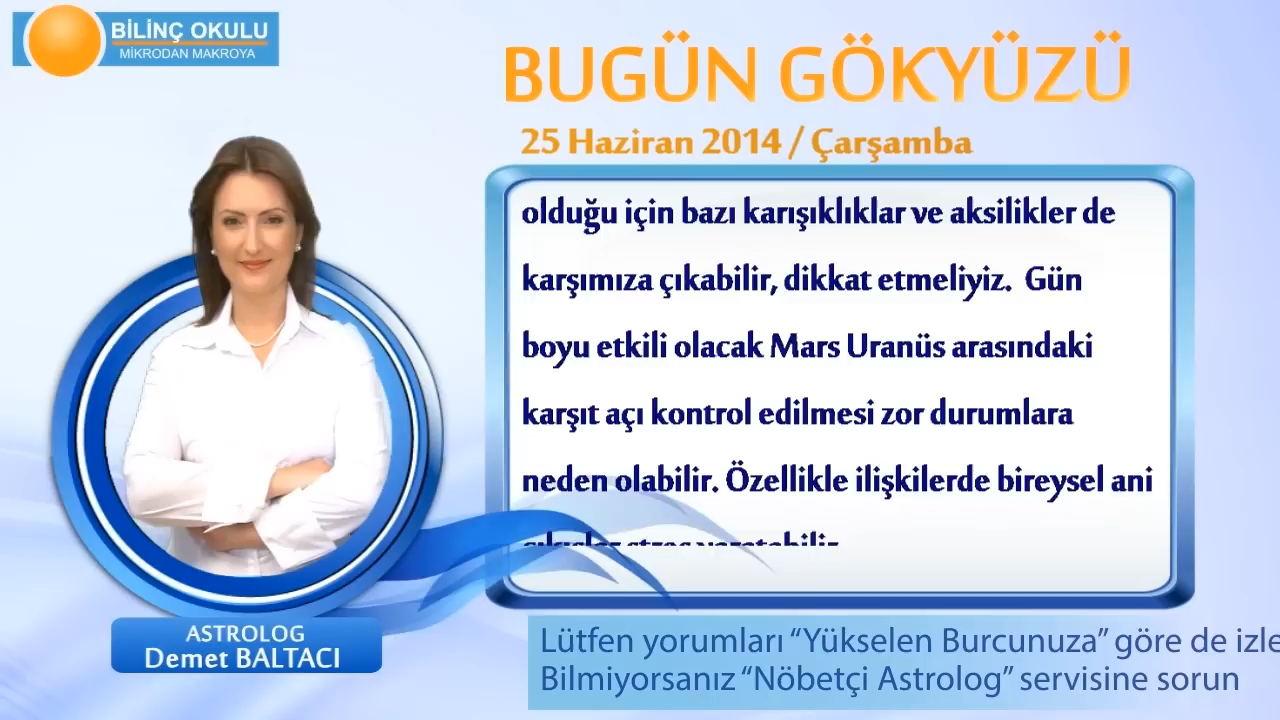 BİLİNÇ OKULU
MİKRODAN MAKROYA
BUGÜN GÖKYÜZÜ
25 Haziran 2014 / Çarşamba
olduğu için bazı karışıklıklar ve aksilikler de
karşımıza çıkabilir, dikkat etmeliyiz. Gün
boyu etkili olacak Mars Uranüs arasındaki
karşıt açı kontrol edilmesi zor durumlara
neden olabilir. Özellikle ilişkilerde bireysel ani
ASTROLOG
Demet BALTACI
Lütfen yorumları “Yükselen Burcunuza” göre de izle
Bilmiyorsanız “Nöbetçi Astrolog” servisine sorun